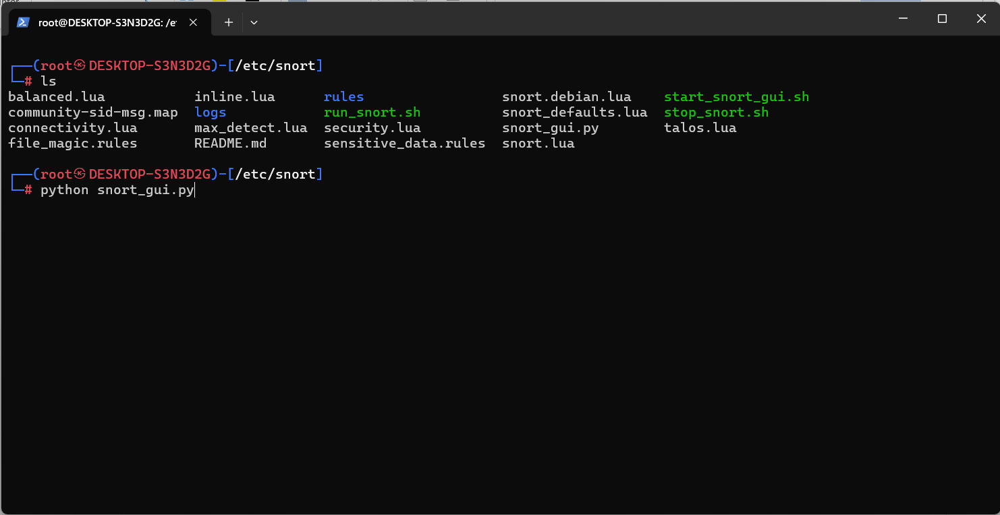 root@DESKTOP-S3N3D2G: /e
┌──(root㉿DESKTOP-S3N3D2G)-[/etc/snort]
└─# ls
balanced.lua inline.lua rules snort.debian.lua start_snort_gui.sh
community-sid-msg.map logs run_snort.sh snort_defaults.lua stop_snort.sh
connectivity.lua max_detect.lua security.lua snort_gui.py talos.lua
file_magic.rules README.md sensitive_data.rules snort.lua
┌──(root㉿DESKTOP-S3N3D2G)-[/etc/snort]
└─# python snort_gui.py